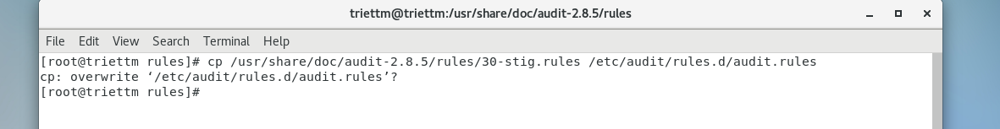 triettm@triettm:/usr/share/doc/audit-2.8.5/rules
File Edit View Search Terminal Help
[root@triettm rules]# cp /usr/share/doc/audit-2.8.5/rules/30-stig.rules /etc/audit/rules.d/audit.rules
cp: overwrite ‘/etc/audit/rules.d/audit.rules’?
[root@triettm rules]#